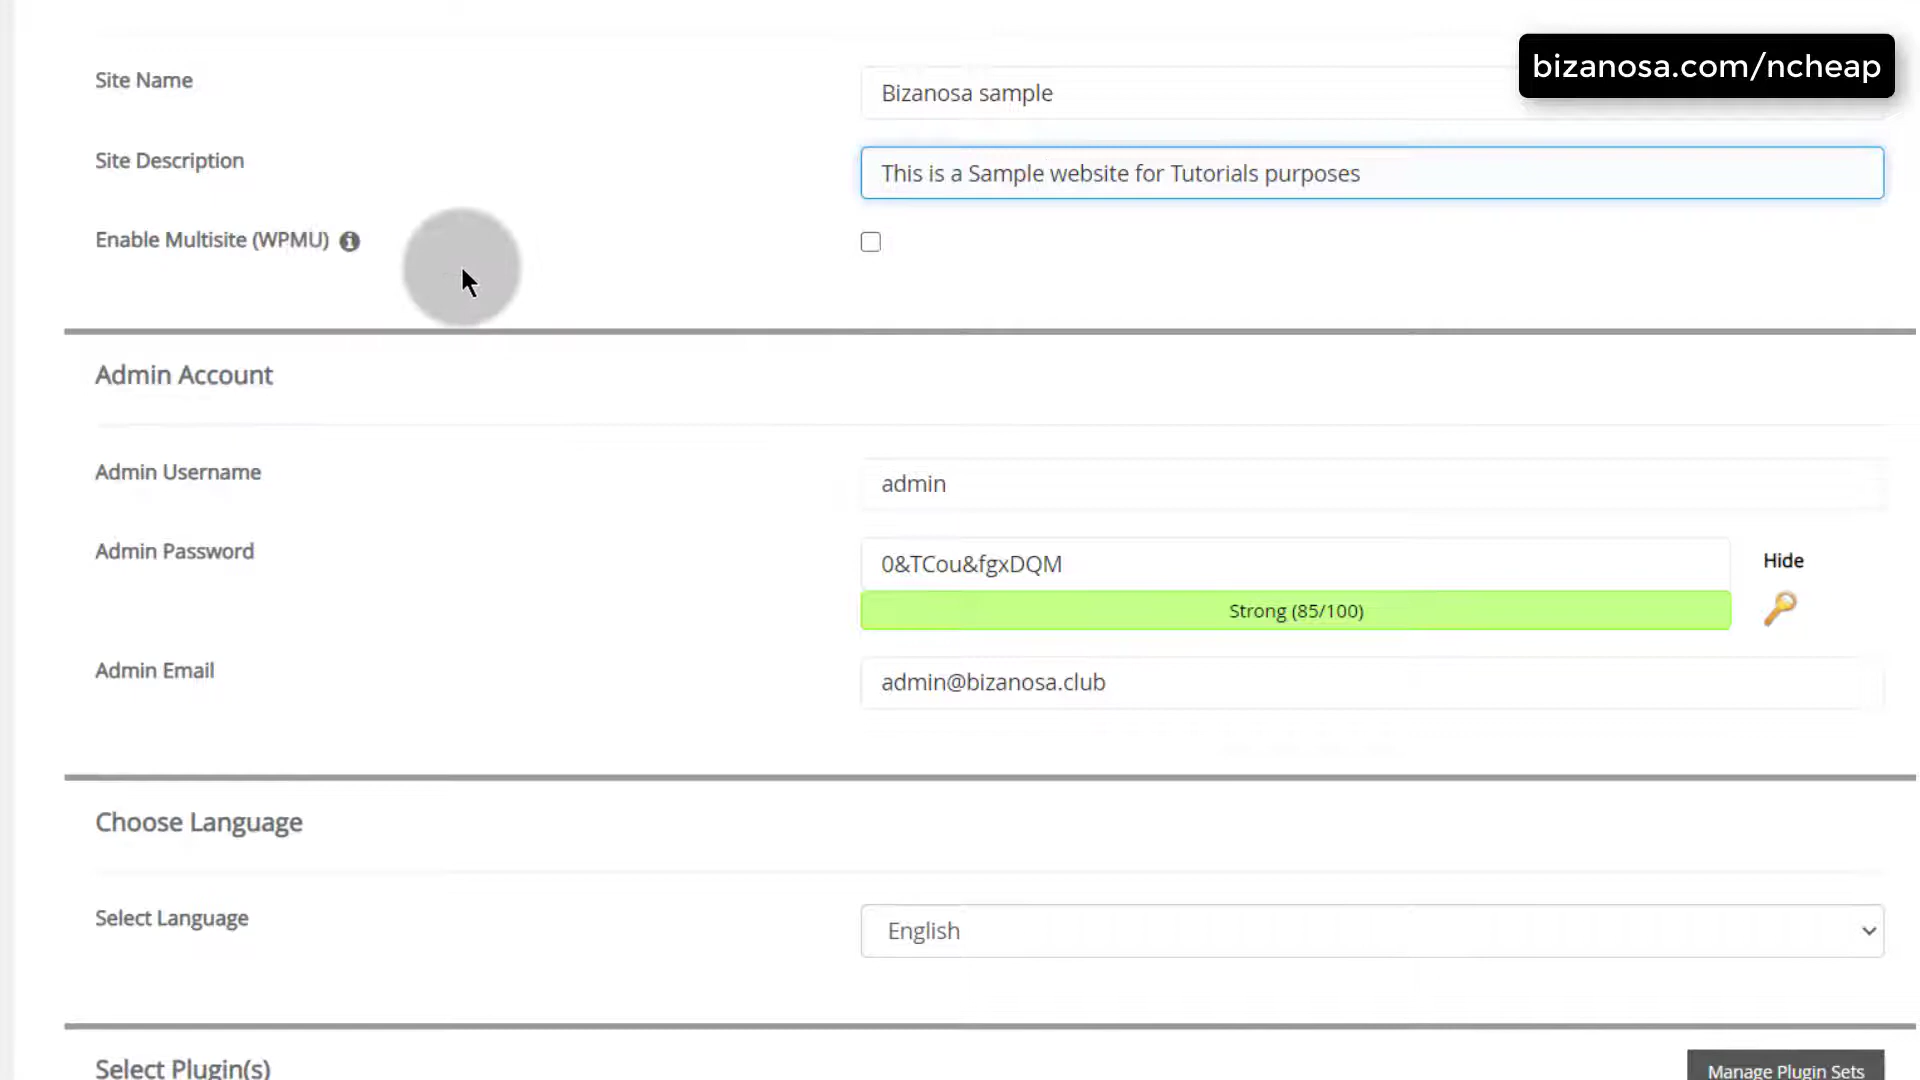 bizanosa.com/ncheap
Site Name
Bizanosa sample
Site Description
This is a Sample website for Tutorials purposes
Enable Multisite (WPMU)
Admin Account
Admin Username
admin
Admin Password
0&TCou&fgxDQM
Hide
Strong (85/100)
Admin Email
admin@bizanosa.club
Choose Language
Select Language
English
Select Plugin(s)
Manage Plugin Sets